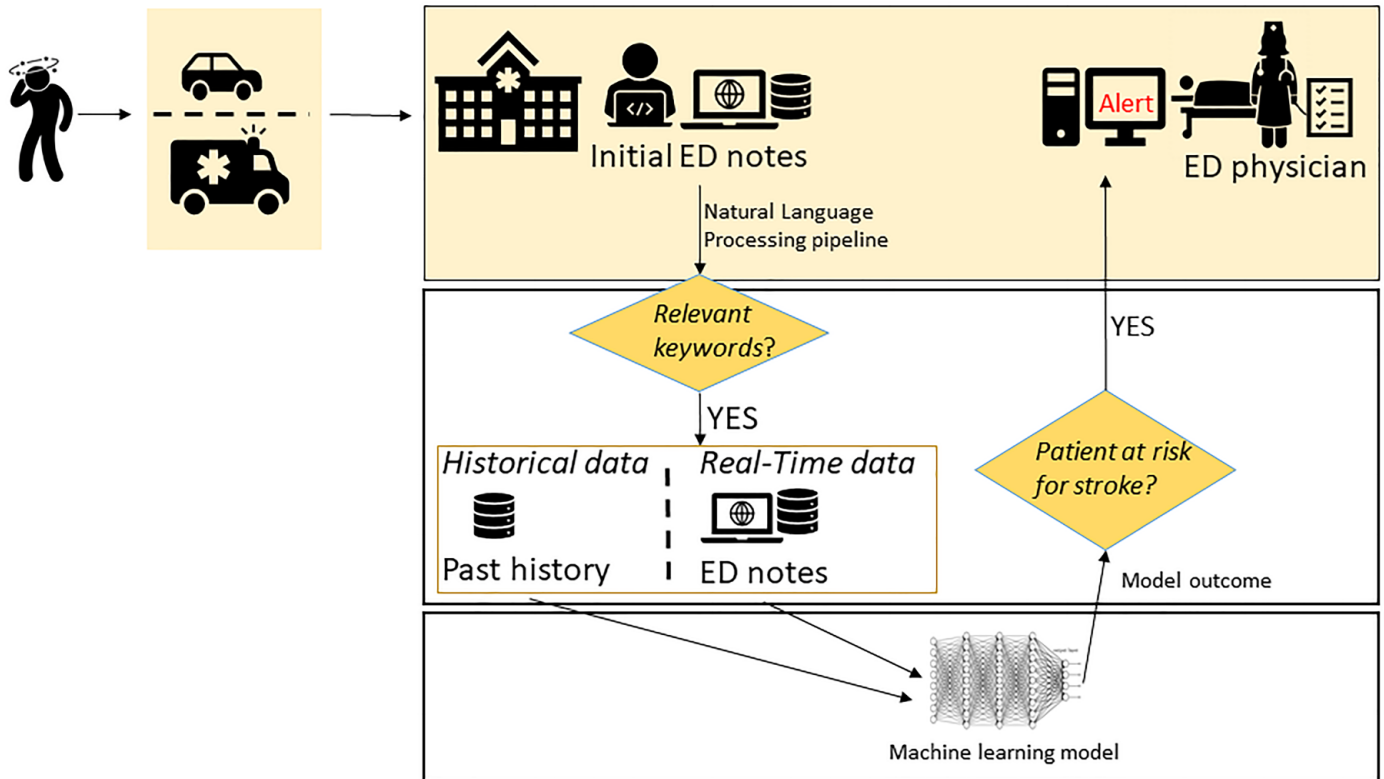 Alert
Initial ED notes
ED physician
Natural Language
Processing pipeline
Relevant
keywords?
YES
YES
Historical data
Real-Time data
Patient at risk
for stroke?
Past history
ED notes
Model outcome
Machine learning model